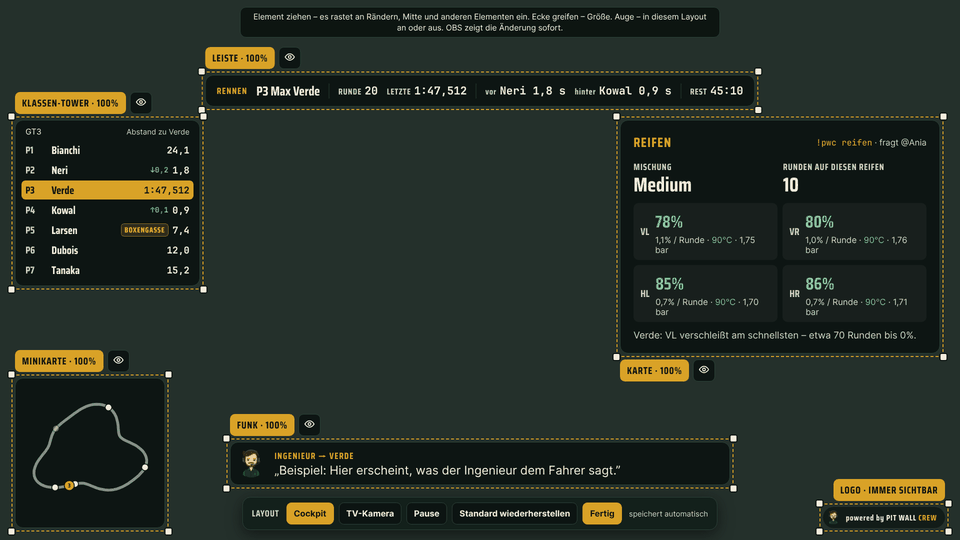 Element ziehen – es rastet an Rändern, Mitte und anderen Elementen ein. Ecke greifen – Größe. Auge – in diesem Layout
an oder aus. OBS zeigt die Änderung sofort.
LEISTE · 100%
RENNEN P3 Max Verde RUNDE 20 LETZTE 1:47,512 vor Neri 1,8 s hinter Kowal 0,9 s REST 45:10
KLASSEN-TOWER · 100%
GT3 Abstand zu Verde
P1 Bianchi 24,1
P2 Neri ↓0,2 1,8
P3 Verde 1:47,512
P4 Kowal ↑0,1 0,9
P5 Larsen BOXENGASSE 7,4
P6 Dubois 12,0
P7 Tanaka 15,2
REIFEN !pwc reifen · fragt @Ania
MISCHUNG RUNDEN AUF DIESEN REIFEN
Medium 10
VL 78%
1,1% / Runde · 90°C · 1,75
bar
VR 80%
1,0% / Runde · 90°C · 1,76
bar
HL 85%
0,7% / Runde · 90°C · 1,70
bar
HR 86%
0,7% / Runde · 90°C · 1,71
bar
Verde: VL verschleißt am schnellsten – etwa 70 Runden bis 0%.
KARTE · 100%
MINIKARTE · 100%
3
FUNK · 100%
INGENIEUR → VERDE
„Beispiel: Hier erscheint, was der Ingenieur dem Fahrer sagt.”
LAYOUT Cockpit TV-Kamera Pause Standard wiederherstellen Fertig speichert automatisch
LOGO · IMMER SICHTBAR
powered by PIT WALL CREW